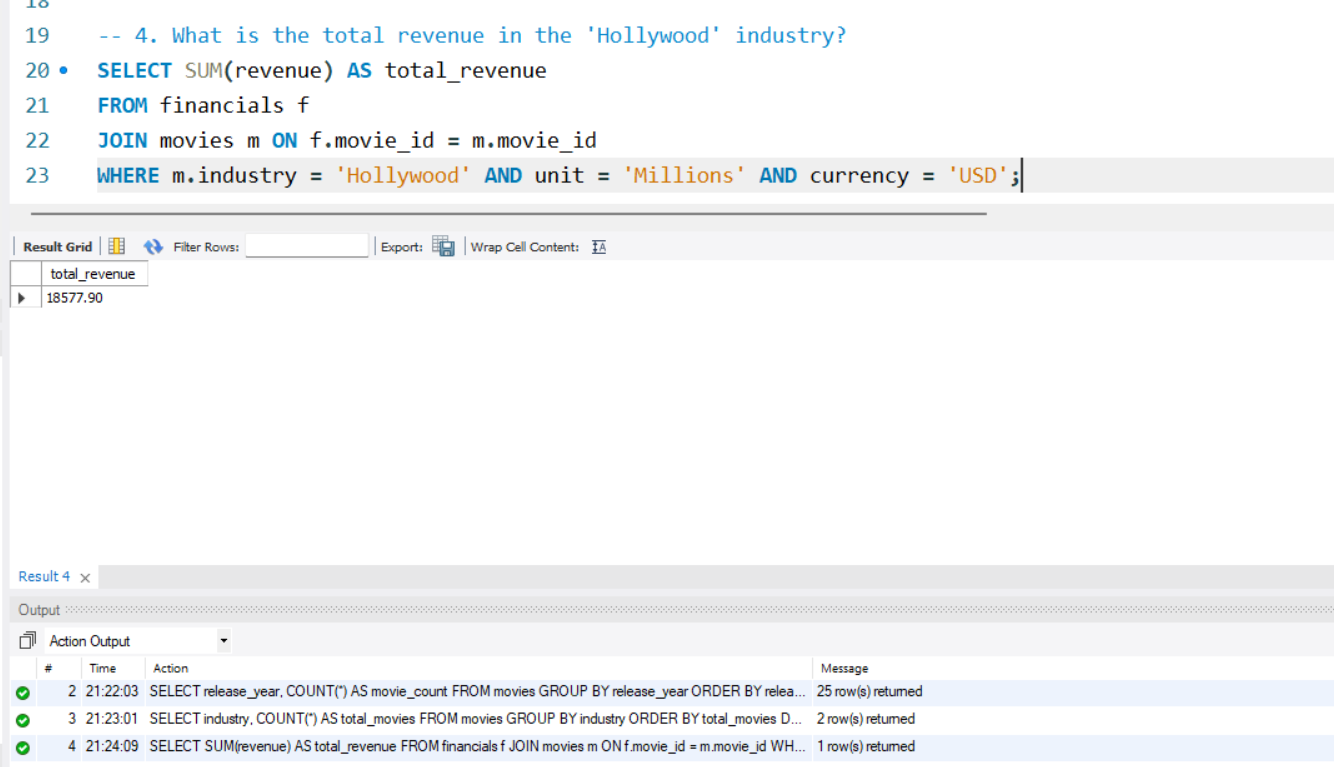 18
19 -- 4. What is the total revenue in the 'Hollywood' industry?
20 SELECT SUM(revenue) AS total_revenue
21 FROM financials f
22 JOIN movies m ON f.movie_id = m.movie_id
23 WHERE m.industry = 'Hollywood' AND unit = 'Millions' AND currency = 'USD';
Result Grid Filter Rows: Export: Wrap Cell Content: IA
total_revenue
18577.90
Result 4 ×
Output
Action Output
# Time Action Message
2 21:22:03 SELECT release_year, COUNT(*) AS movie_count FROM movies GROUP BY release_year ORDER BY relea... 25 row(s) returned
3 21:23:01 SELECT industry, COUNT(*) AS total_movies FROM movies GROUP BY industry ORDER BY total_movies D... 2 row(s) returned
4 21:24:09 SELECT SUM(revenue) AS total_revenue FROM financials f JOIN movies m ON f.movie_id = m.movie_id WH... 1 row(s) returned